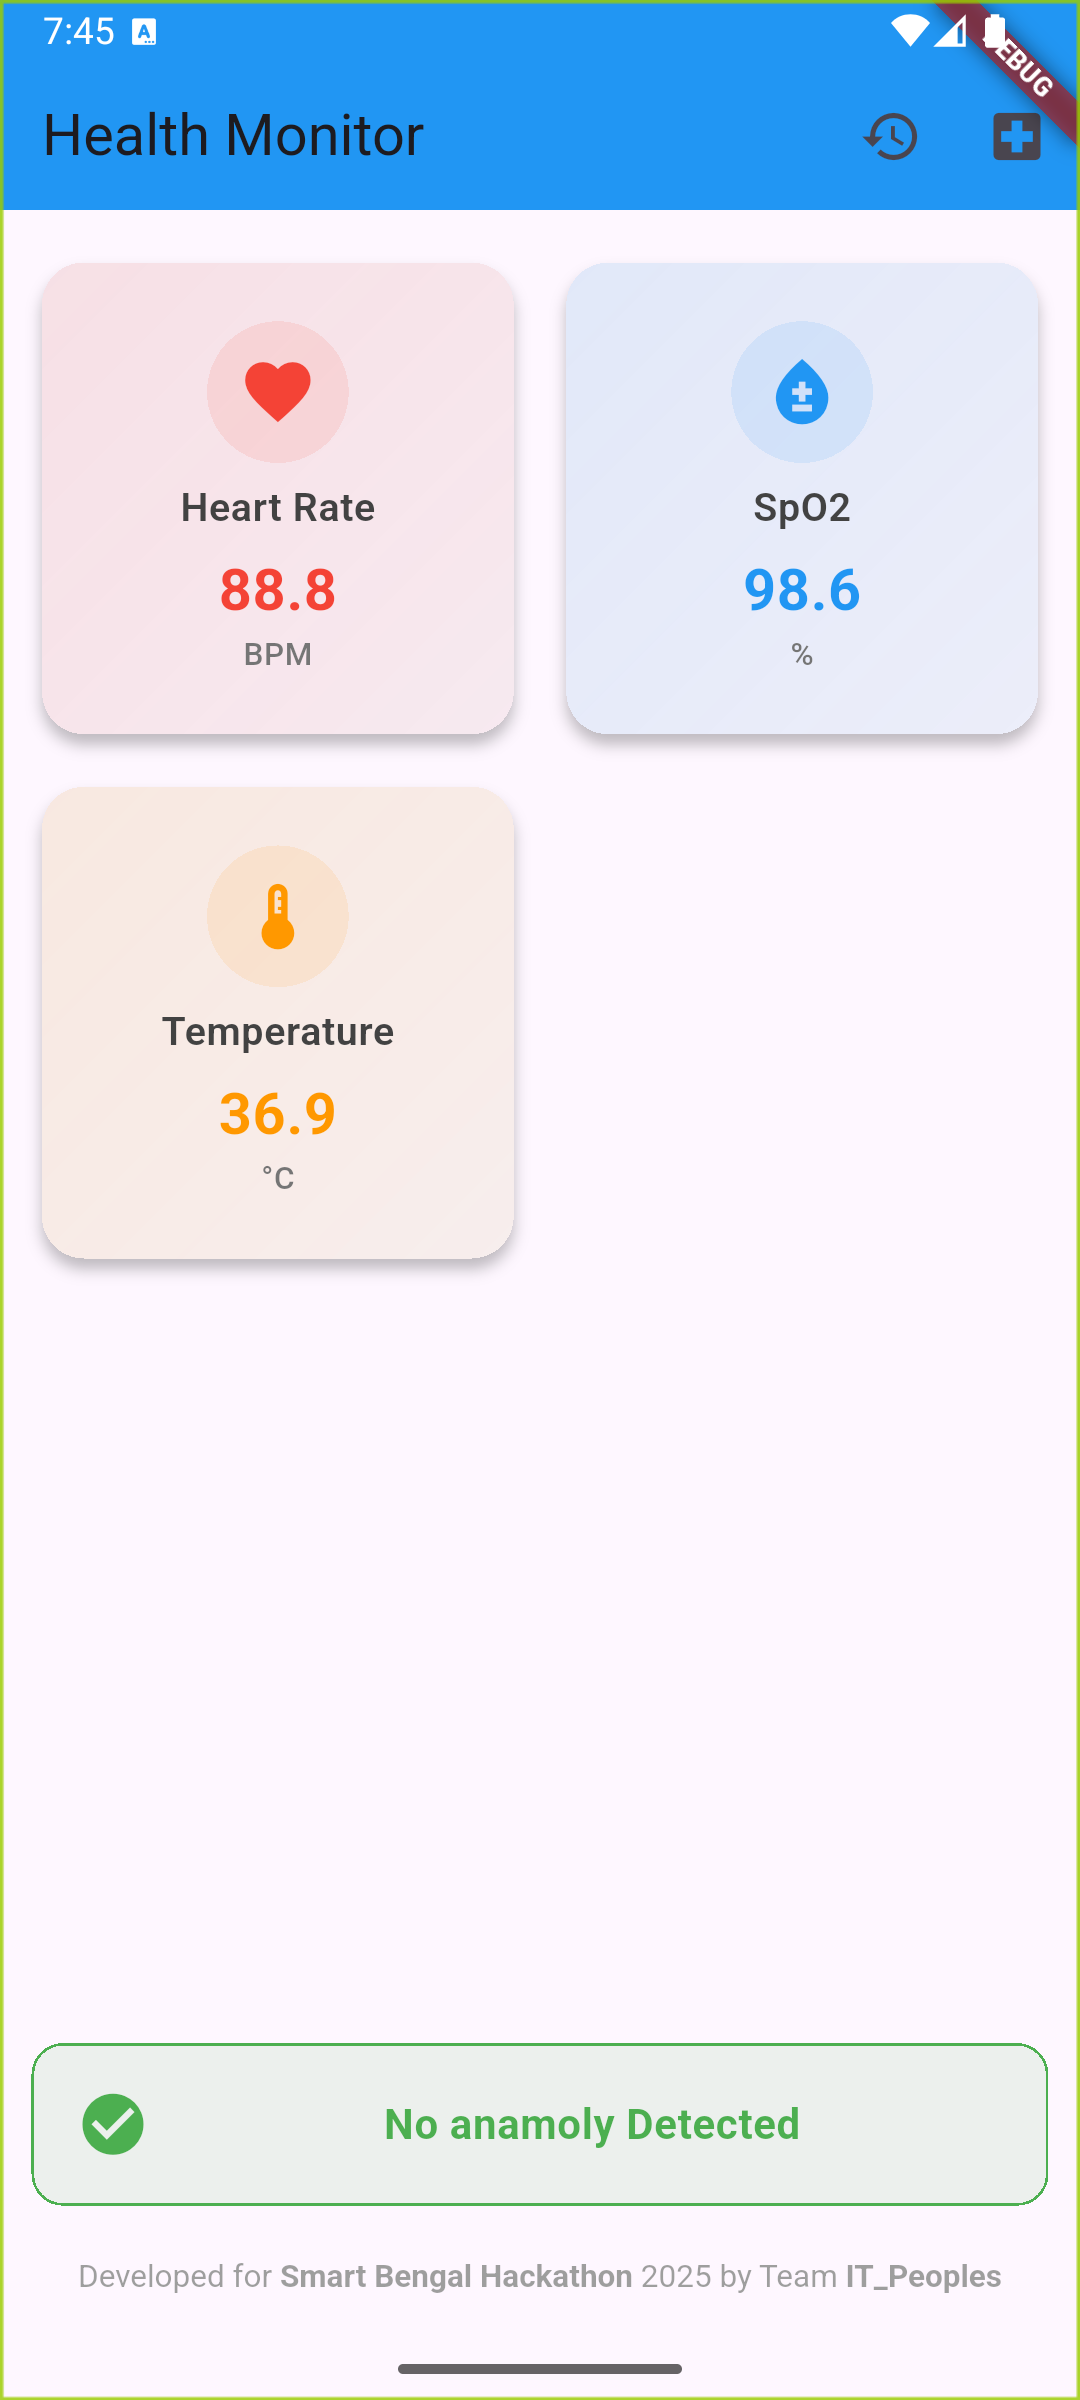 7:45
DEBUG
Health Monitor
Heart Rate
88.8
BPM
SpO2
98.6
%
Temperature
36.9
°C
No anamoly Detected
Developed for Smart Bengal Hackathon 2025 by Team IT_Peoples